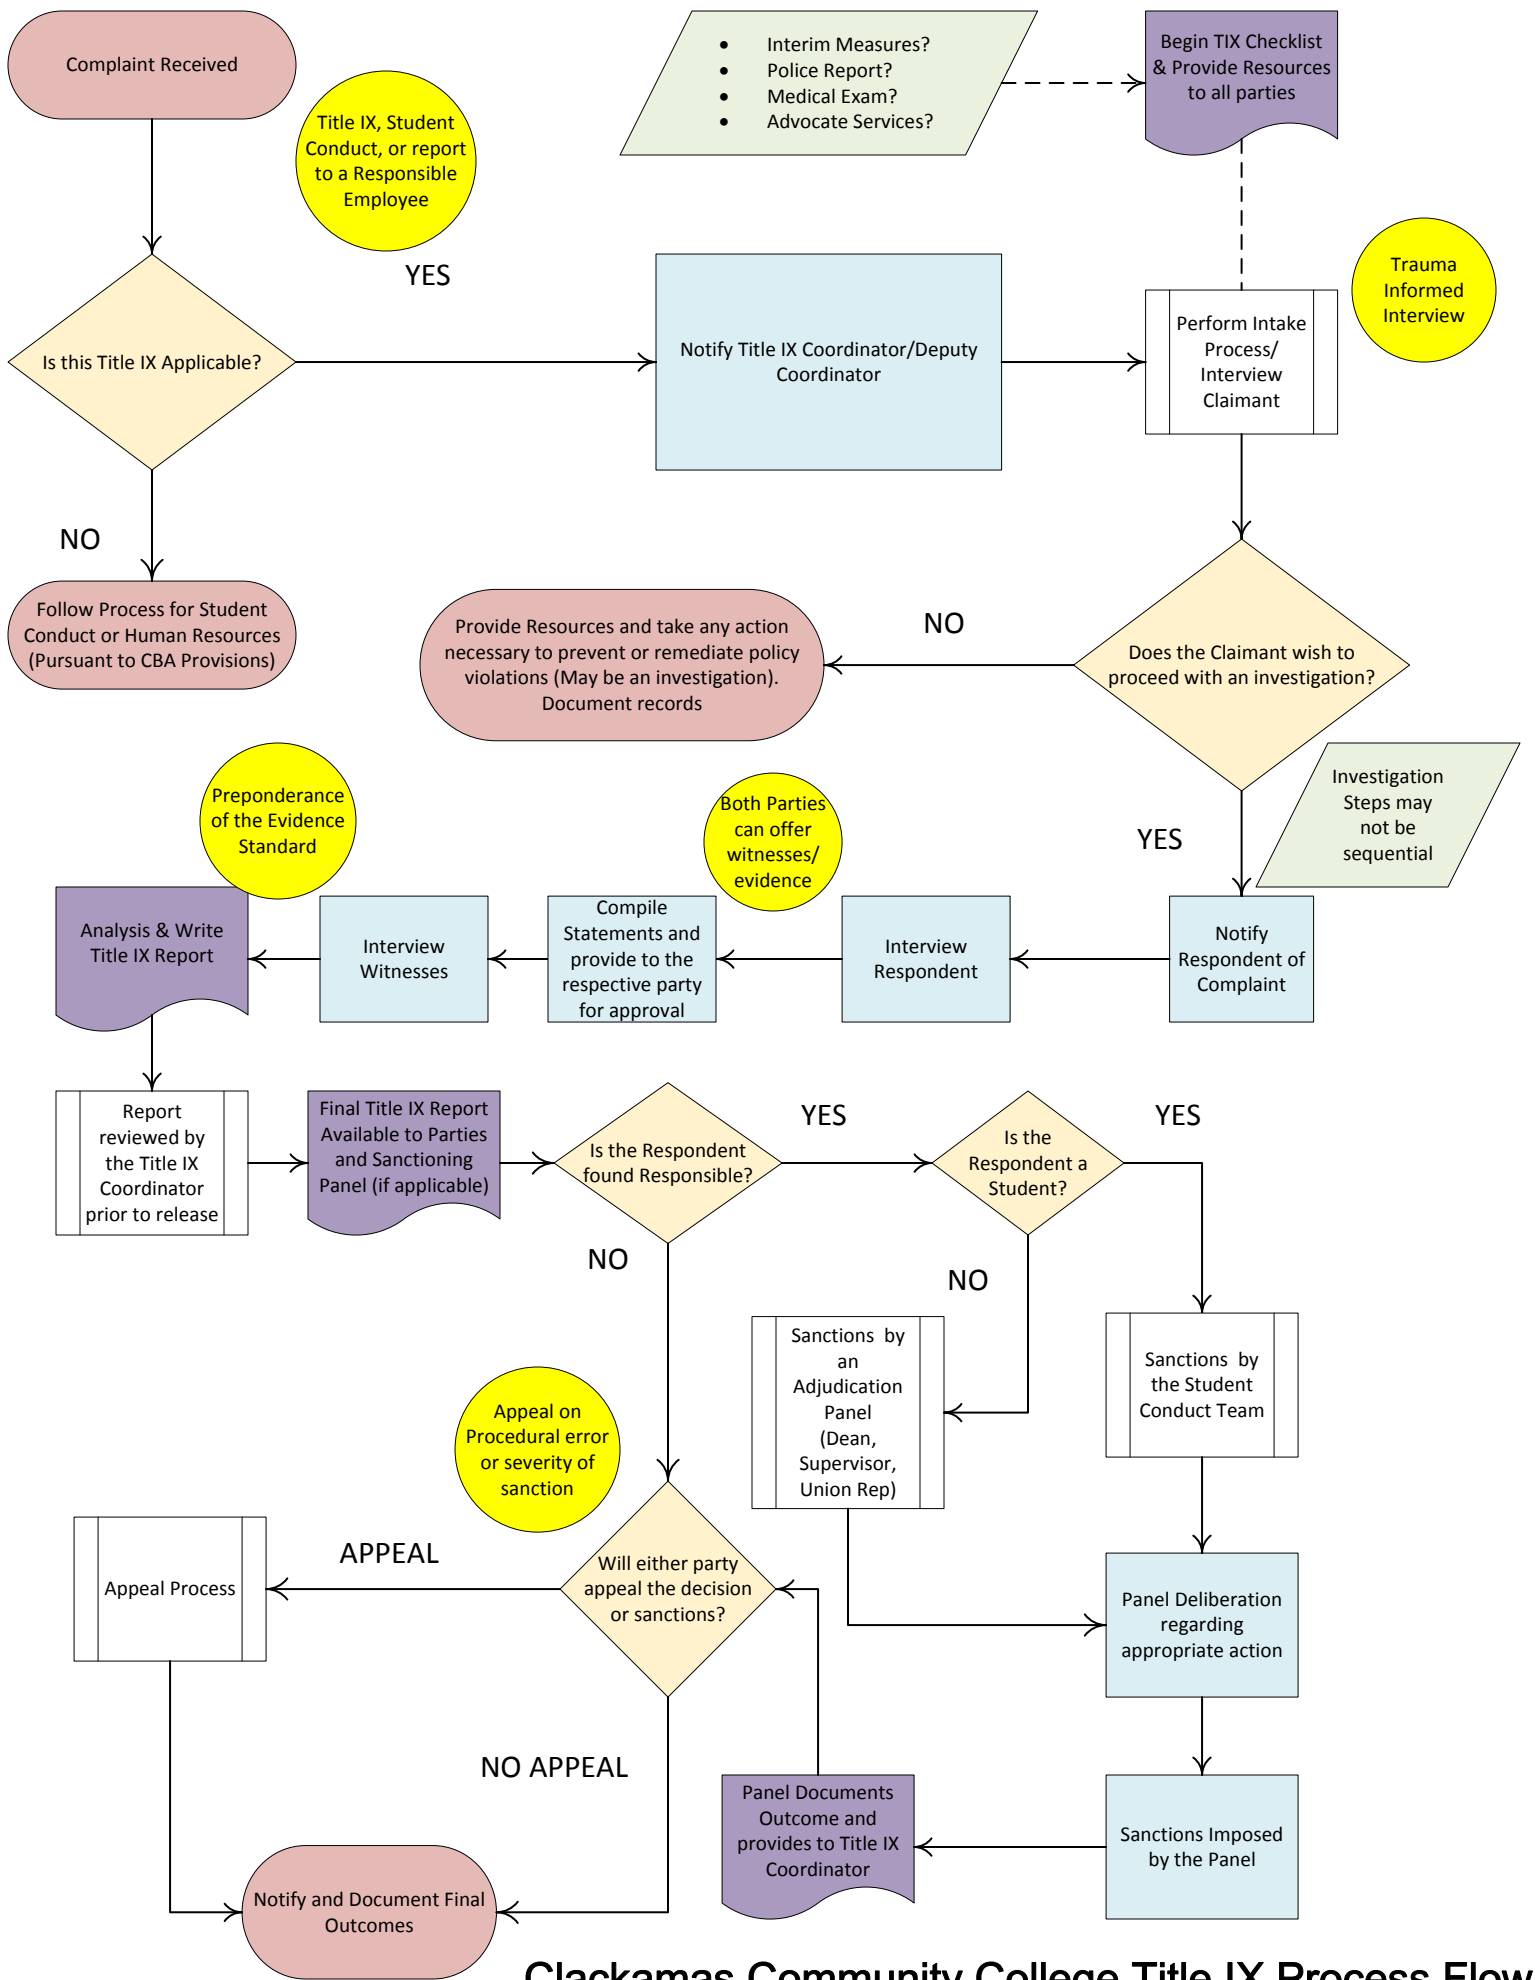 Complaint Received
Title IX, Student
Conduct, or report
to a Responsible
Employee
• Interim Measures?
• Police Report?
• Medical Exam?
• Advocate Services?
Begin TIX Checklist
& Provide Resources
to all parties
YES
Is this Title IX Applicable?
Notify Title IX Coordinator/Deputy
Coordinator
Perform Intake
Process/
Interview
Claimant
Trauma
Informed
Interview
NO
Follow Process for Student
Conduct or Human Resources
(Pursuant to CBA Provisions)
Provide Resources and take any action
necessary to prevent or remediate policy
violations (May be an investigation).
Document records
NO
Does the Claimant wish to
proceed with an investigation?
Investigation
Steps may
not be
sequential
YES
Preponderance
of the Evidence
Standard
Both Parties
can offer
witnesses/
evidence
Analysis & Write
Title IX Report
Interview
Witnesses
Compile
Statements and
provide to the
respective party
for approval
Interview
Respondent
Notify
Respondent of
Complaint
Report
reviewed by
the Title IX
Coordinator
prior to release
Final Title IX Report
Available to Parties
and Sanctioning
Panel (if applicable)
Is the Respondent
found Responsible?
YES
Is the
Respondent a
Student?
YES
NO
NO
Sanctions by
an
Adjudication
Panel
(Dean,
Supervisor,
Union Rep)
Sanctions by
the Student
Conduct Team
Appeal on
Procedural error
or severity of
sanction
APPEAL
Appeal Process
Will either party
appeal the decision
or sanctions?
Panel Deliberation
regarding
appropriate action
NO APPEAL
Panel Documents
Outcome and
provides to Title IX
Coordinator
Sanctions Imposed
by the Panel
Notify and Document Final
Outcomes
Clackamas Community College Title IX Process Flow